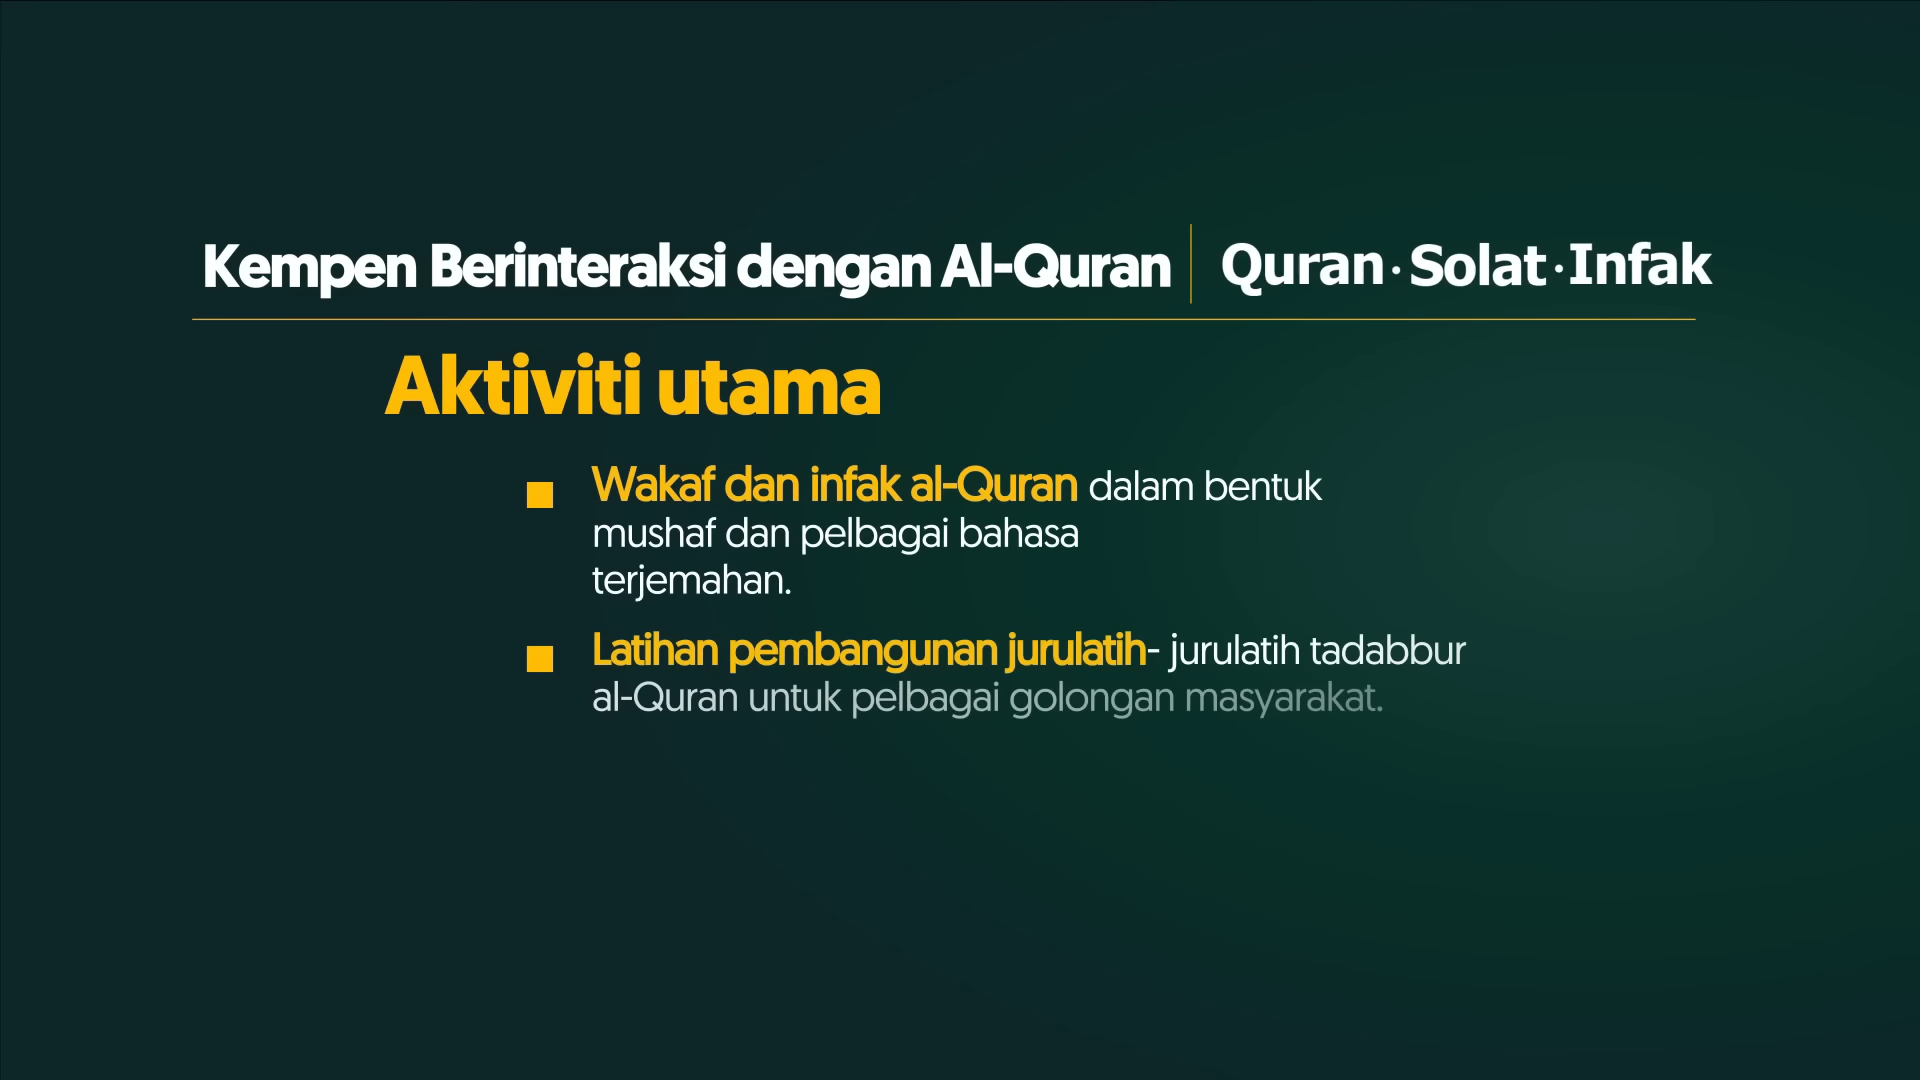 Kempen Berinteraksi dengan Al-Quran Quran · Solat · Infak
Aktiviti utama
Wakaf dan infak al-Quran dalam bentuk
mushaf dan pelbagai bahasa
terjemahan.
Latihan pembangunan jurulatih- jurulatih tadabbur
al-Quran untuk pelbagai golongan masyarakat.